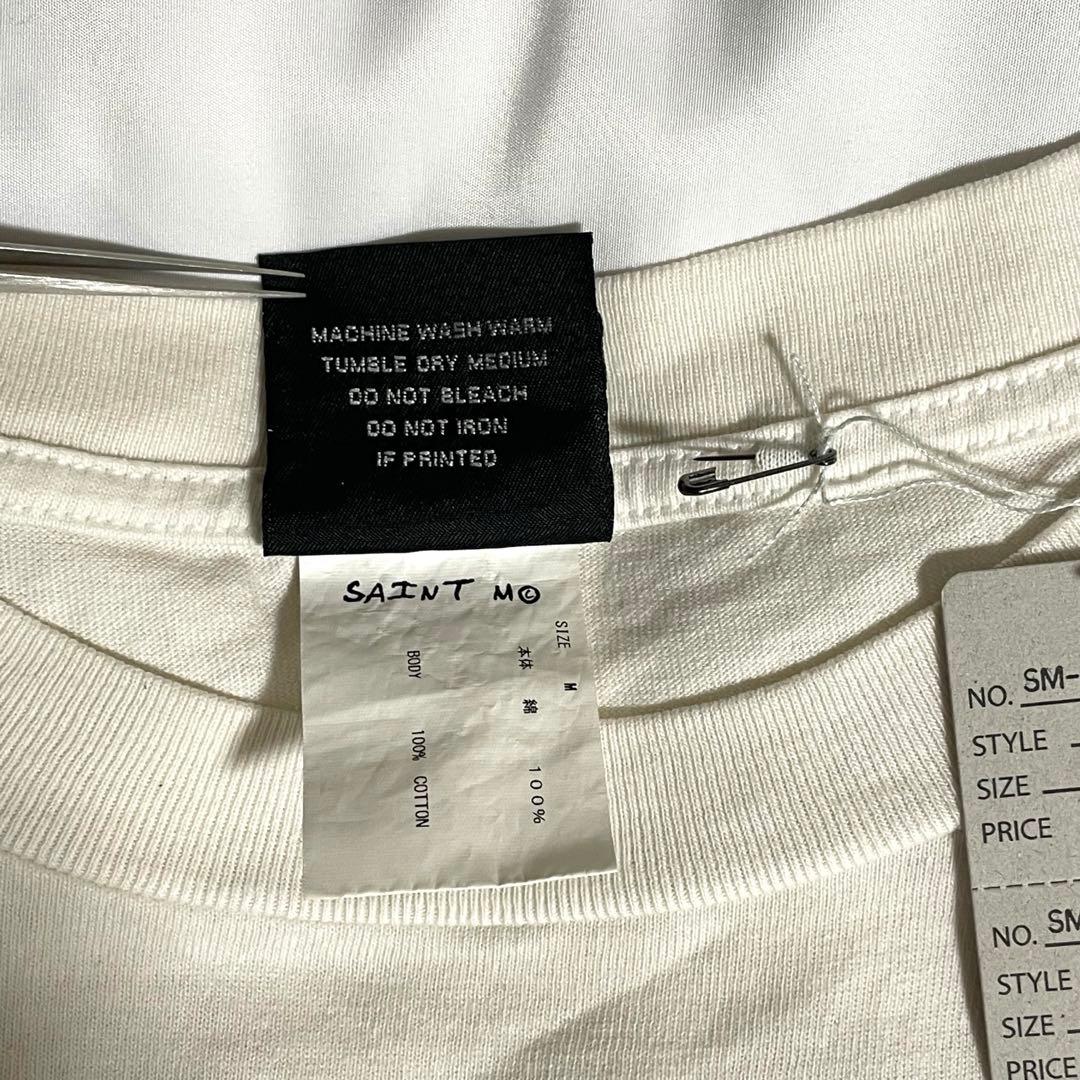 MACHINE WASH WARM
TUMBLE DRY MEDIUM
DO NOT BLEACH
DO NOT IRON
IF PRINTED
SAINT M©
SIZE M
本体 綿 100%
BODY 100% COTTON
NO. SM-
STYLE
SIZE
PRICE
NO. SM
STYLE
SIZE
PRICE